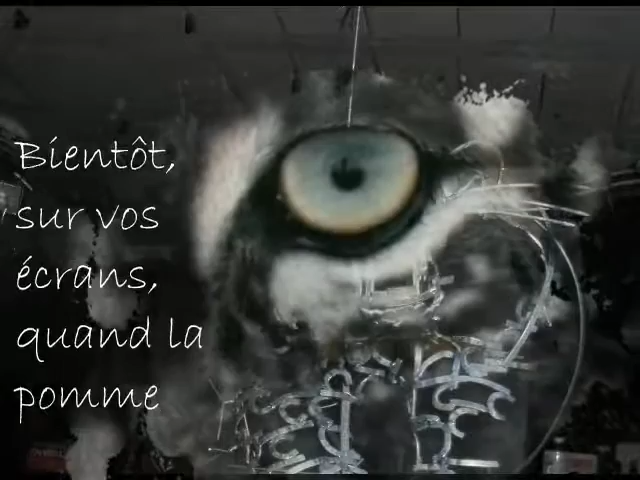 Bientôt,
sur vos
écrans,
quand la
pomme